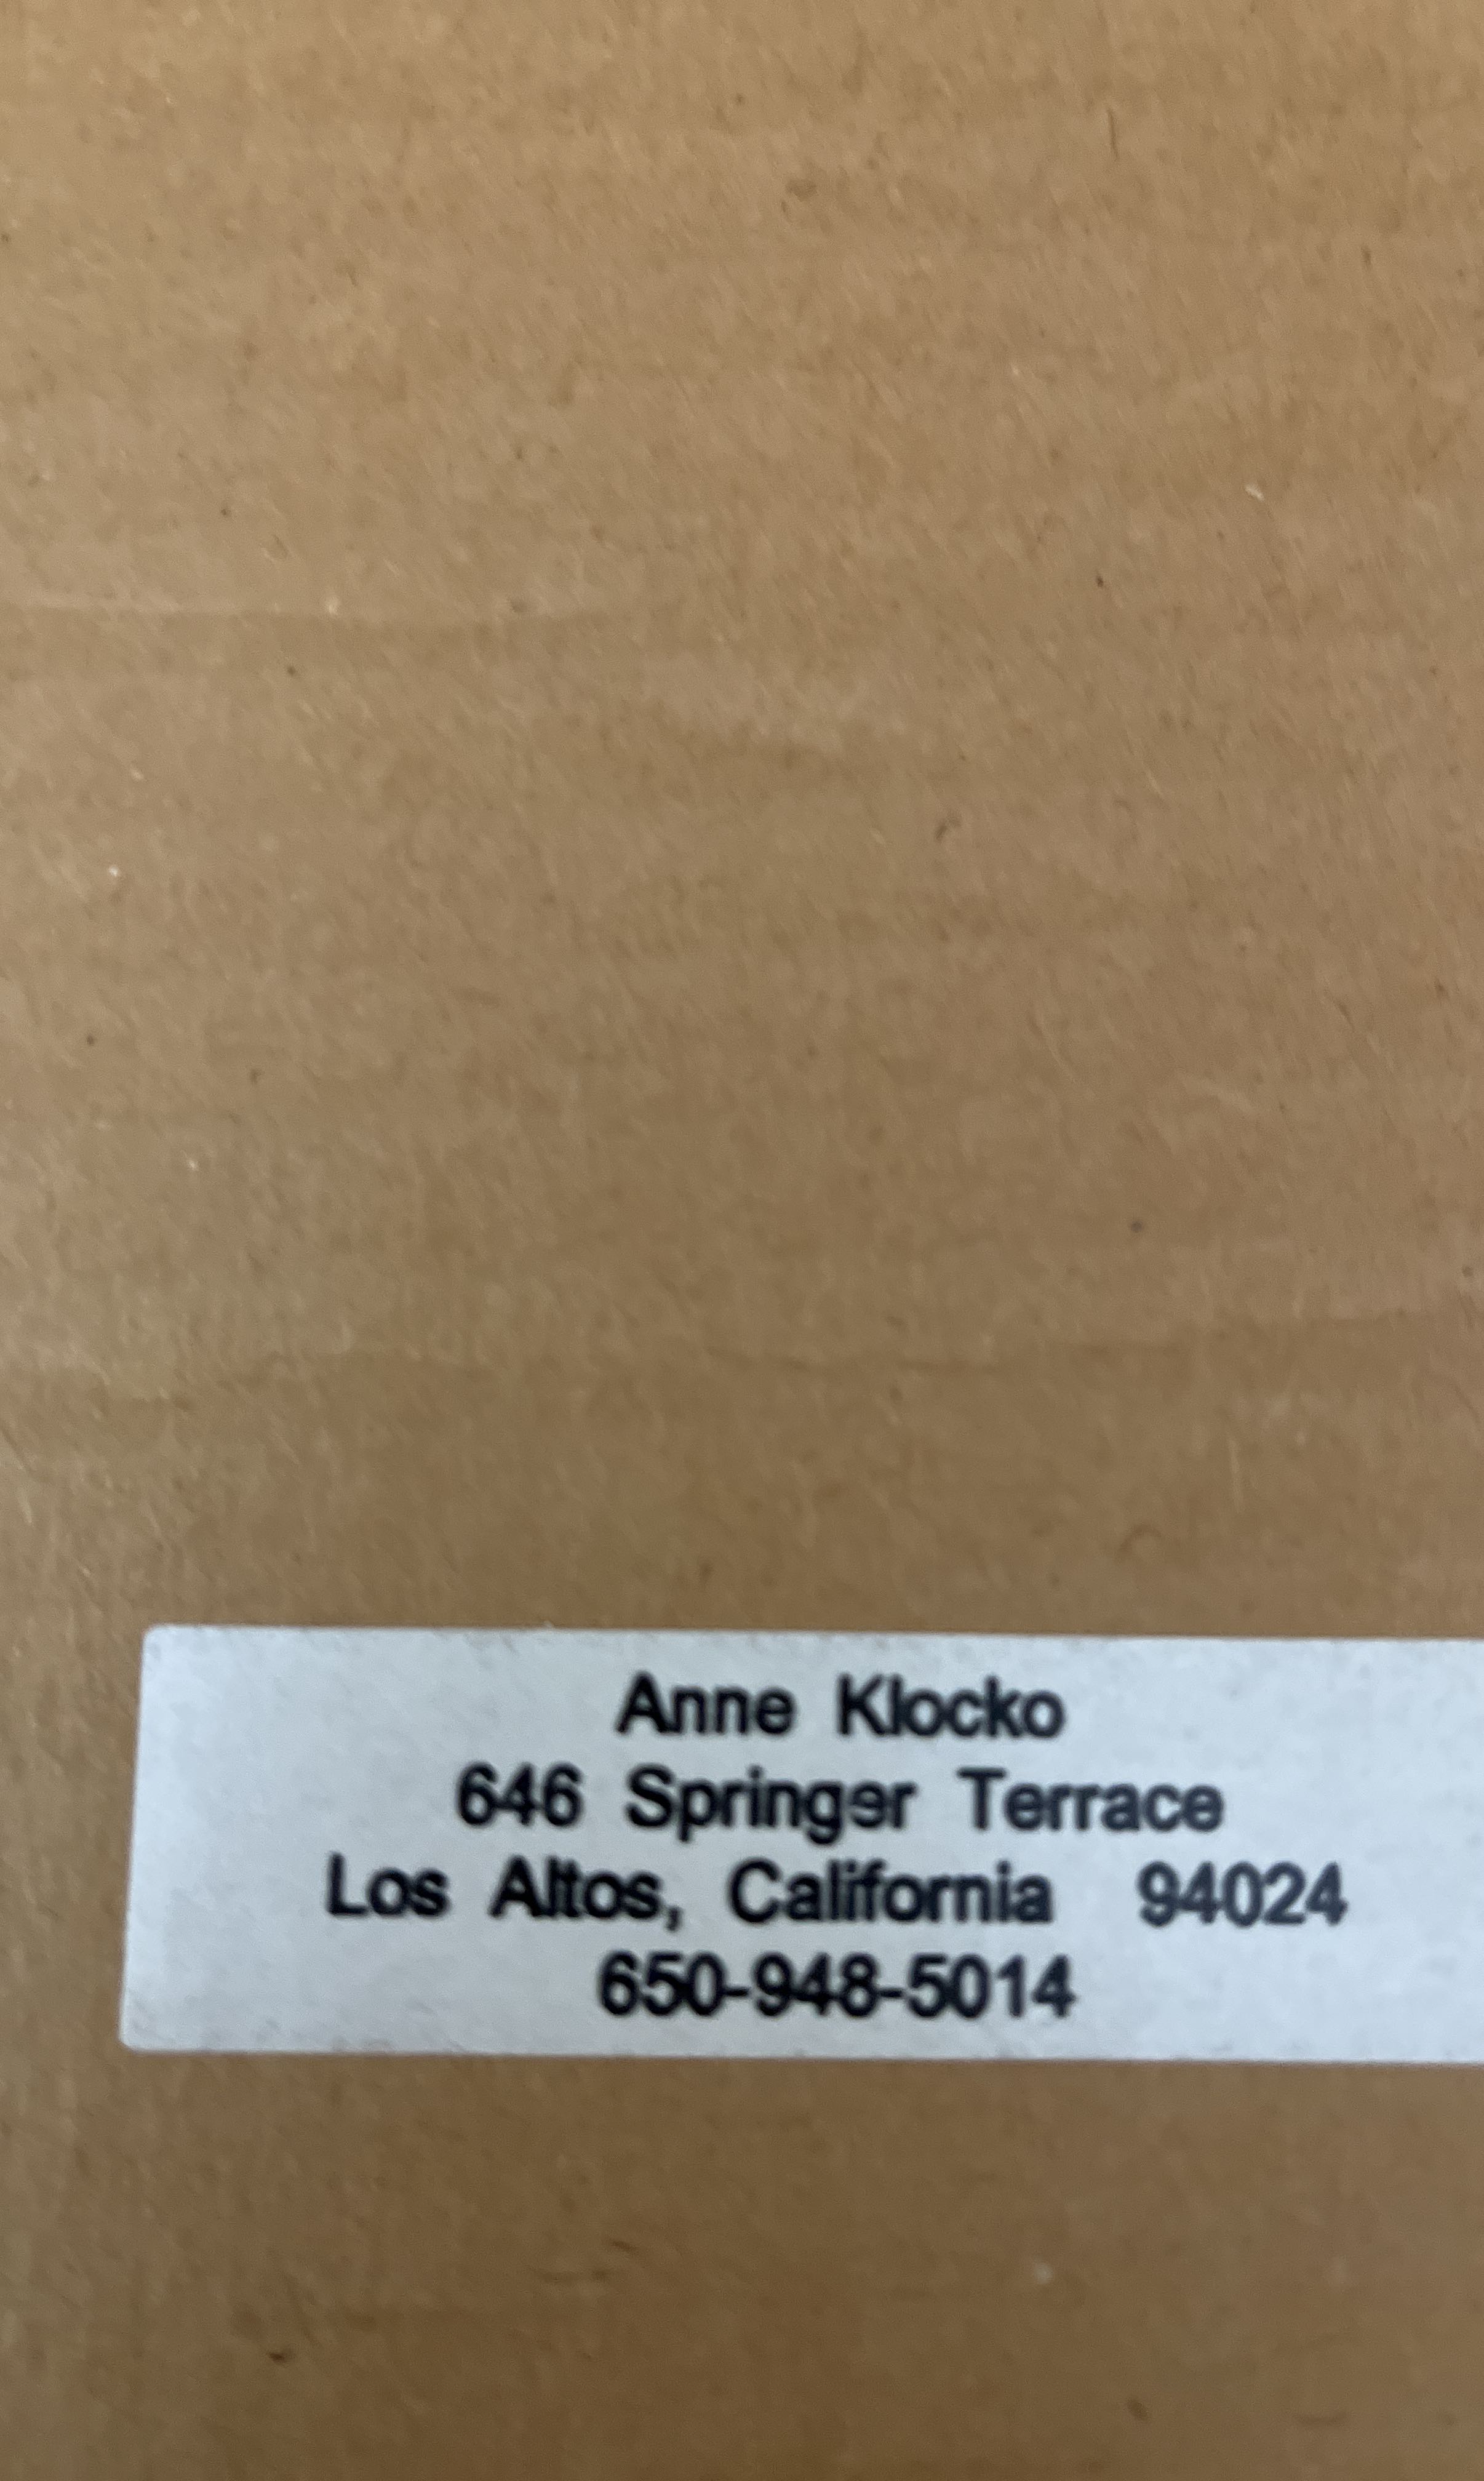 Anne Klocko
646 Springer Terrace
Los Altos, California 94024
650-948-5014